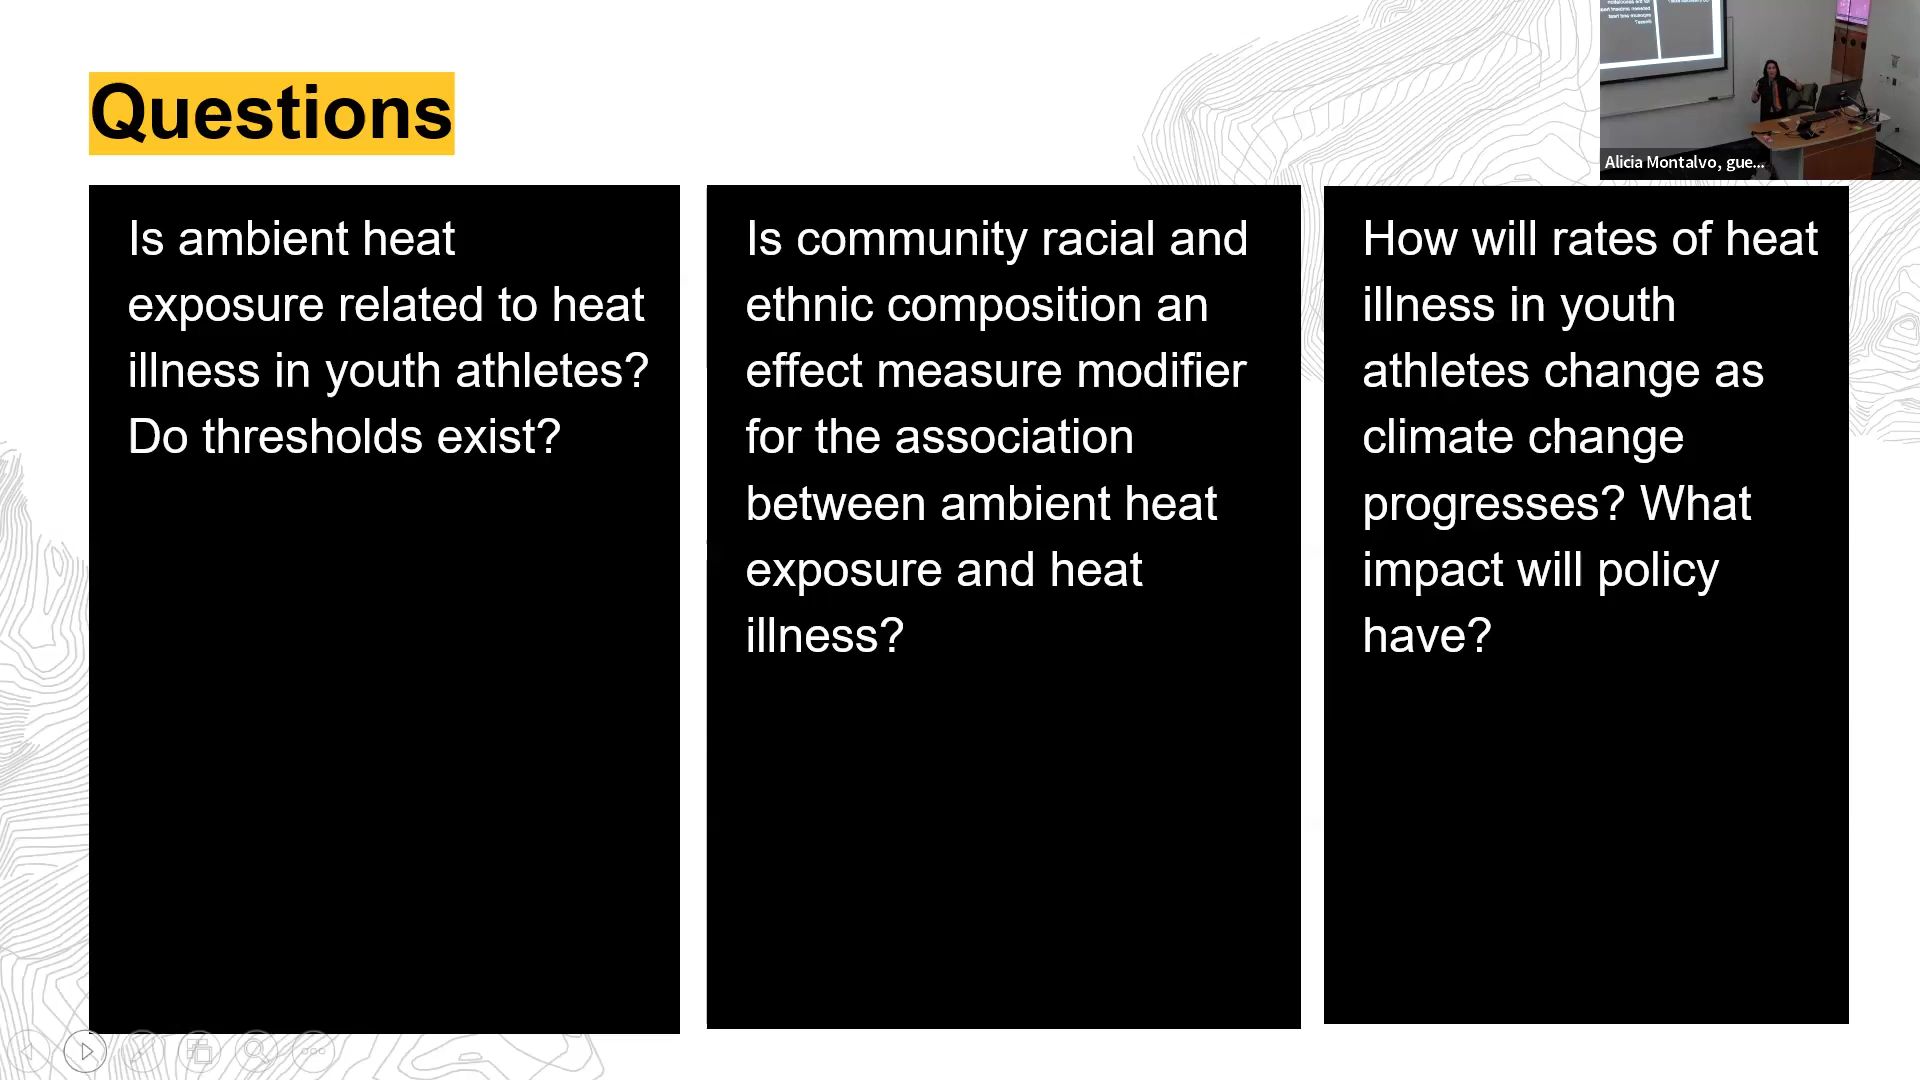 Questions
Is ambient heat
exposure related to heat
illness in youth athletes?
Do thresholds exist?
Is community racial and
ethnic composition an
effect measure modifier
for the association
between ambient heat
exposure and heat
illness?
How will rates of heat
illness in youth
athletes change as
climate change
progresses? What
impact will policy
have?
Alicia Montalvo, gue...